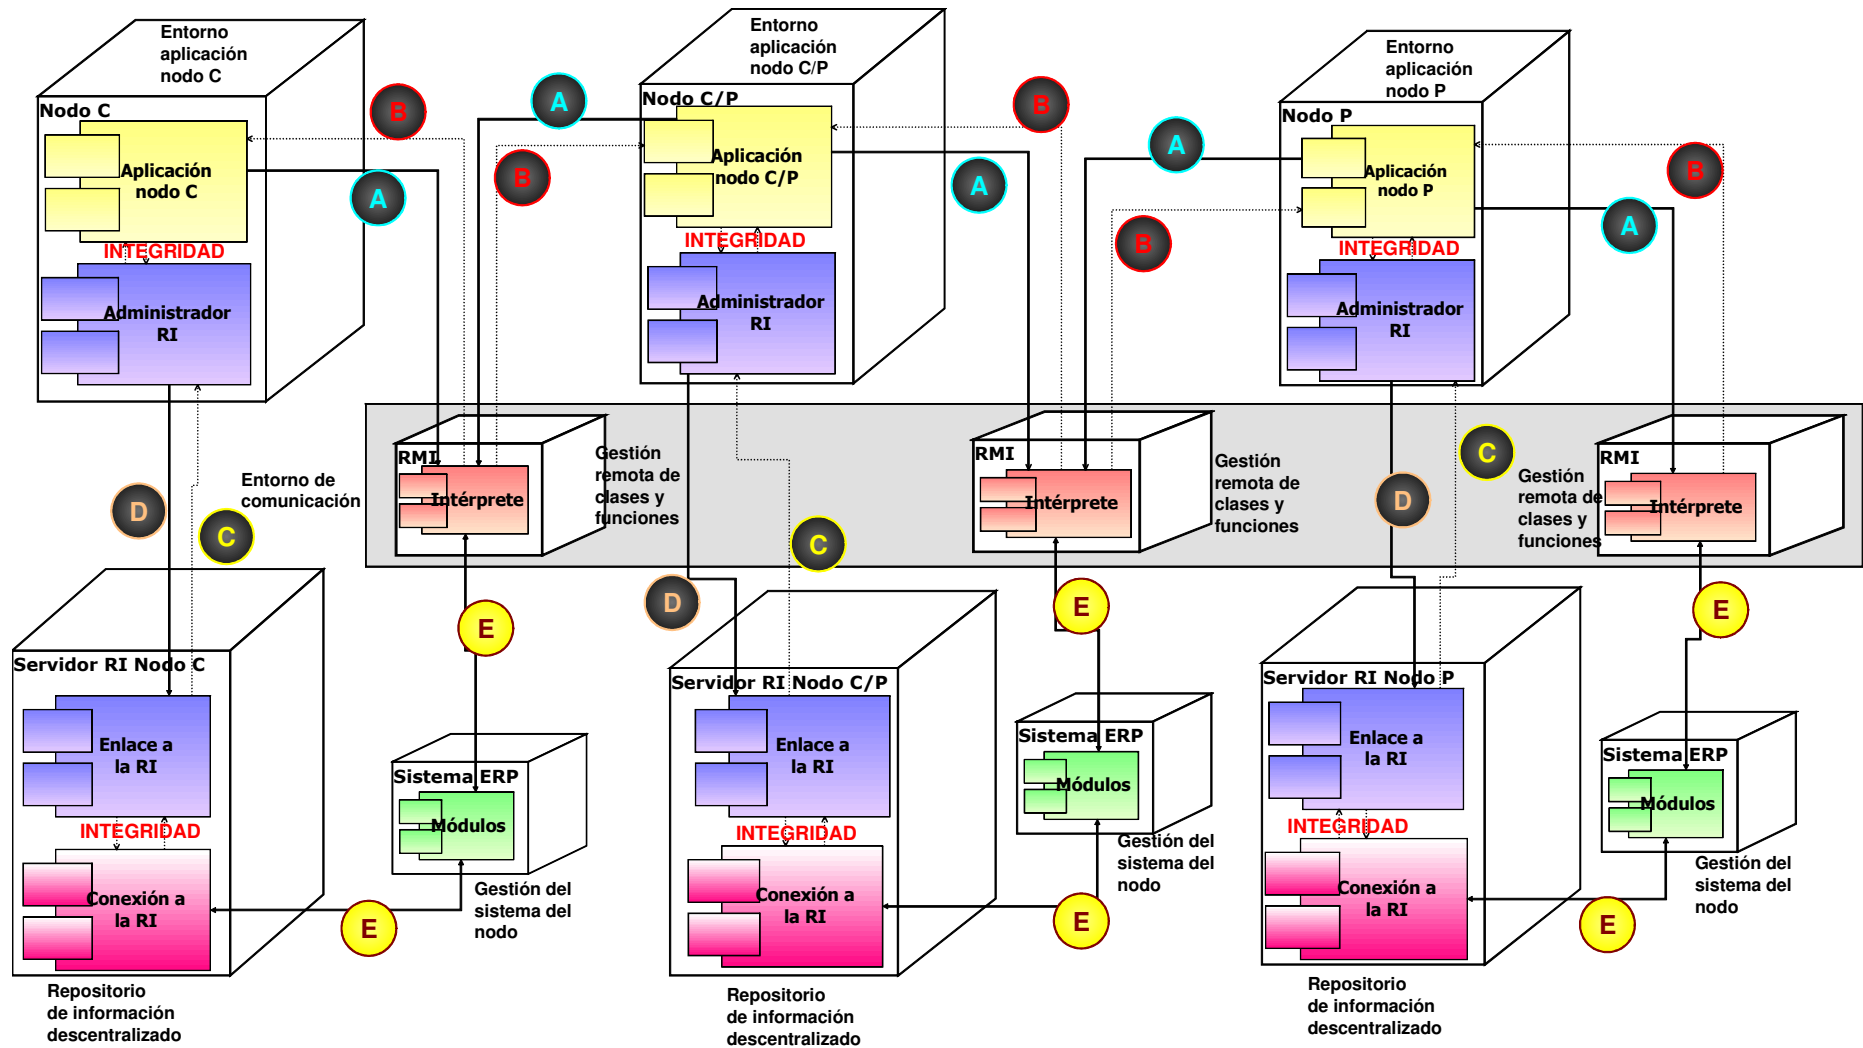 Entorno
aplicación
nodo C
Nodo C
Aplicación
nodo C
INTEGRIDAD
Administrador
RI
B
A
Entorno
aplicación
nodo C/P
Nodo C/P
Aplicación
nodo C/P
INTEGRIDAD
Administrador
RI
A
B
B
A
Entorno
aplicación
nodo P
Nodo P
Aplicación
nodo P
INTEGRIDAD
Administrador
RI
A
B
B
A
Entorno de
comunicación
RMI
Intérprete
Gestión
remota de
clases y
funciones
RMI
Intérprete
Gestión
remota de
clases y
funciones
RMI
Intérprete
Gestión
remota de
clases y
funciones
D
C
D
C
D
C
E
E
E
Servidor RI Nodo C
Enlace a
la RI
INTEGRIDAD
Conexión a
la RI
Repositorio
de información
descentralizado
Sistema ERP
Módulos
Gestión del
sistema del
nodo
E
Servidor RI Nodo C/P
Enlace a
la RI
INTEGRIDAD
Conexión a
la RI
Repositorio
de información
descentralizado
Sistema ERP
Módulos
Gestión del
sistema del
nodo
E
Servidor RI Nodo P
Enlace a
la RI
INTEGRIDAD
Conexión a
la RI
Repositorio
de información
descentralizado
Sistema ERP
Módulos
Gestión del
sistema del
nodo
E